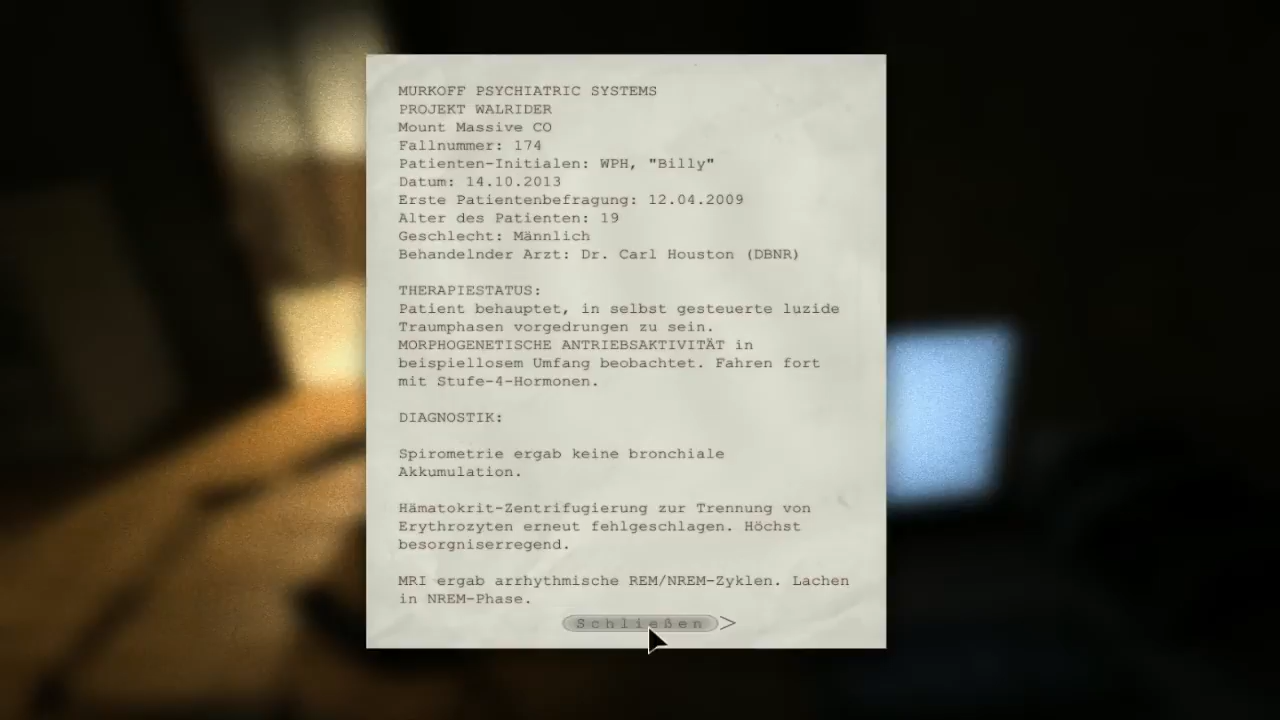 MURKOFF PSYCHIATRIC SYSTEMS
PROJEKT WALRIDER
Mount Massive CO
Fallnummer: 174
Patienten-Initialen: WPH, "Billy"
Datum: 14.10.2013
Erste Patientenbefragung: 12.04.2009
Alter des Patienten: 19
Geschlecht: Männlich
Behandelnder Arzt: Dr. Carl Houston (DBNR)
THERAPIESTATUS:
Patient behauptet, in selbst gesteuerte luzide
Traumphasen vorgedrungen zu sein.
MORPHOGENETISCHE ANTRIEBSAKTIVITÄT in
beispiellosem Umfang beobachtet. Fahren fort
mit Stufe-4-Hormonen.
DIAGNOSTIK:
Spirometrie ergab keine bronchiale
Akkumulation.
Hämatokrit-Zentrifugierung zur Trennung von
Erythrozyten erneut fehlgeschlagen. Höchst
besorgniserregend.
MRI ergab arrhythmische REM/NREM-Zyklen. Lachen
in NREM-Phase.
Schließen >